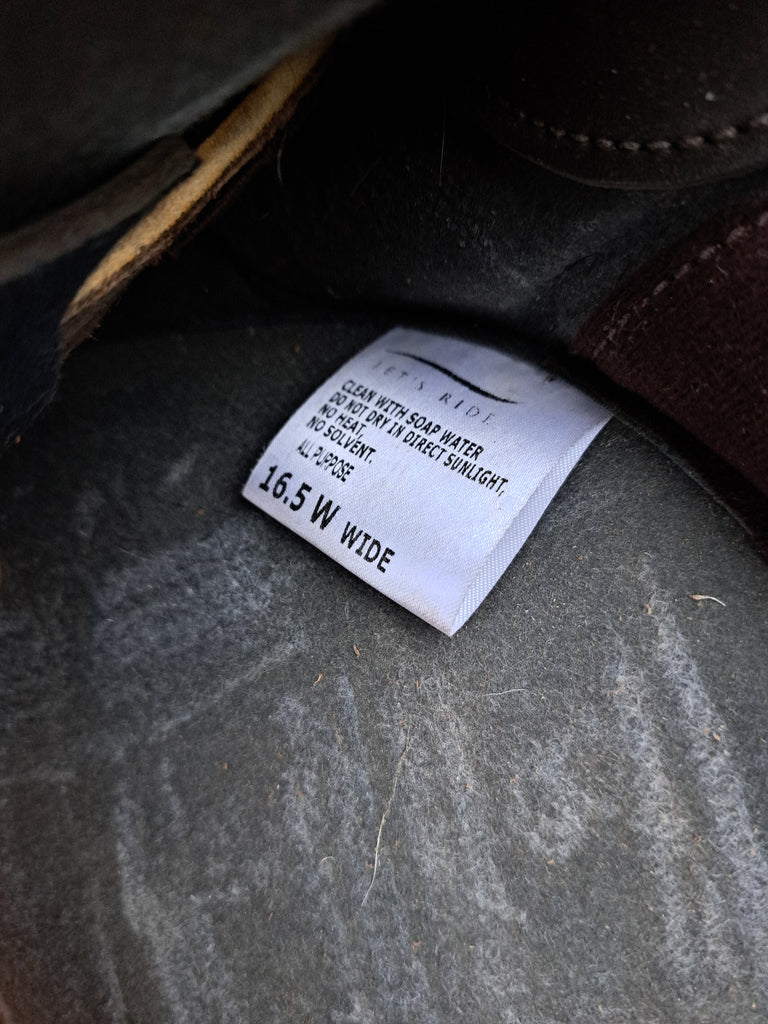 LET'S RIDE
CLEAN WITH SOAP WATER
DO NOT DRY IN DIRECT SUNLIGHT,
NO HEAT,
NO SOLVENT.
ALL PURPOSE
16.5 W WIDE